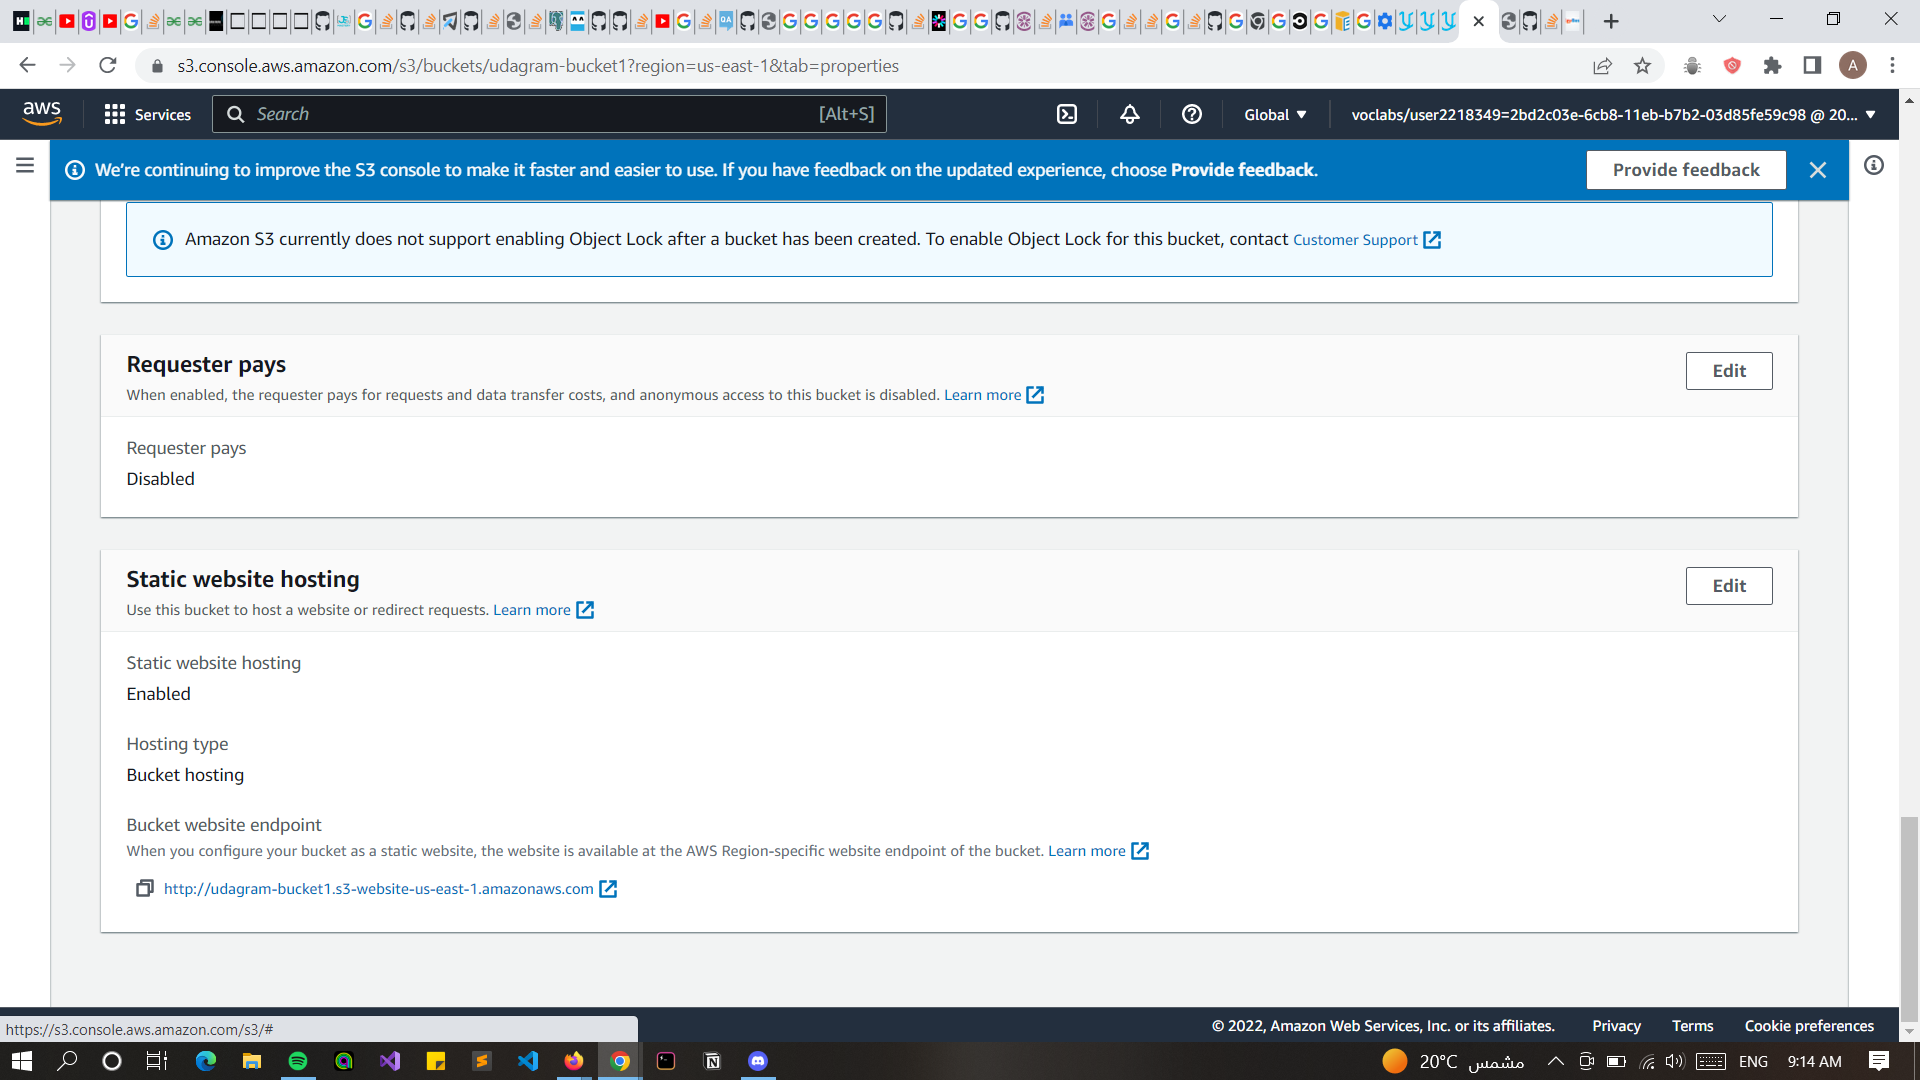 s3.console.aws.amazon.com/s3/buckets/udagram-bucket1?region=us-east-1&tab=properties
A
aws
Services
Search
[Alt+S]
Global
voclabs/user2218349=2bd2c03e-6cb8-11eb-b7b2-03d85fe59c98 @ 20...
We're continuing to improve the S3 console to make it faster and easier to use. If you have feedback on the updated experience, choose Provide feedback.
Provide feedback
Amazon S3 currently does not support enabling Object Lock after a bucket has been created. To enable Object Lock for this bucket, contact Customer Support
Requester pays
Edit
When enabled, the requester pays for requests and data transfer costs, and anonymous access to this bucket is disabled. Learn more
Requester pays
Disabled
Static website hosting
Edit
Use this bucket to host a website or redirect requests. Learn more
Static website hosting
Enabled
Hosting type
Bucket hosting
Bucket website endpoint
When you configure your bucket as a static website, the website is available at the AWS Region-specific website endpoint of the bucket. Learn more
http://udagram-bucket1.s3-website-us-east-1.amazonaws.com
https://s3.console.aws.amazon.com/s3/#
© 2022, Amazon Web Services, Inc. or its affiliates.
Privacy
Terms
Cookie preferences
20°C مشمس
ENG
9:14 AM